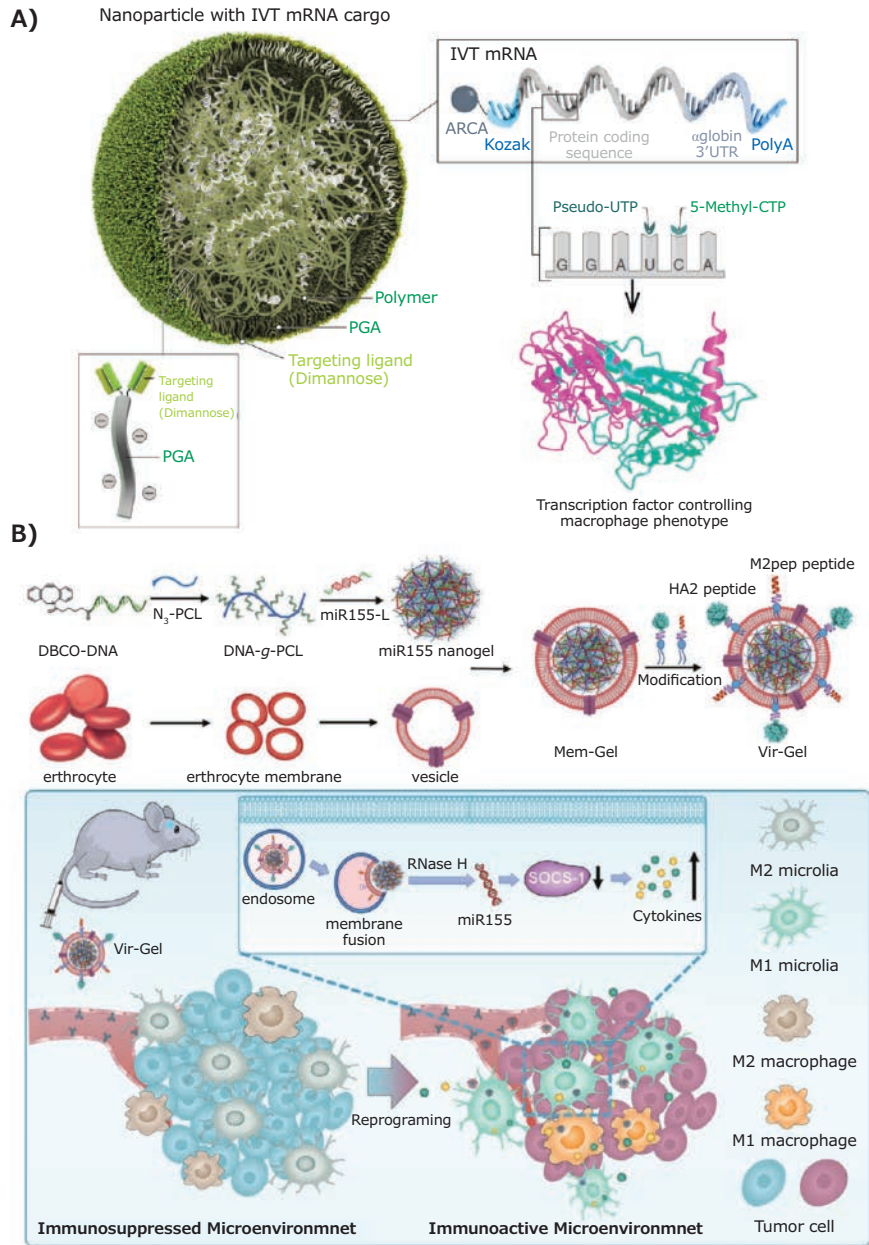 A)
Nanoparticle with IVT mRNA cargo
IVT mRNA
ARCA
Kozak
Protein coding
sequence
αglobin
3'UTR
PolyA
Pseudo-UTP
5-Methyl-CTP
G G A U C A
Polymer
PGA
Targeting ligand
(Dimannose)
Targeting
ligand
(Dimannose)
PGA
Transcription factor controlling
macrophage phenotype
B)
DBCO-DNA
N3-PCL
DNA-g-PCL
miR155-L
miR155 nanogel
erthrocyte
erthrocyte membrane
vesicle
Mem-Gel
Modification
HA2 peptide
M2pep peptide
Vir-Gel
Vir-Gel
endosome
membrane
fusion
RNase H
miR155
SOCS-1
Cytokines
Reprograming
Immunosuppressed Microenvironmnet
Immunoactive Microenvironmnet
M2 microlia
M1 microlia
M2 macrophage
M1 macrophage
Tumor cell